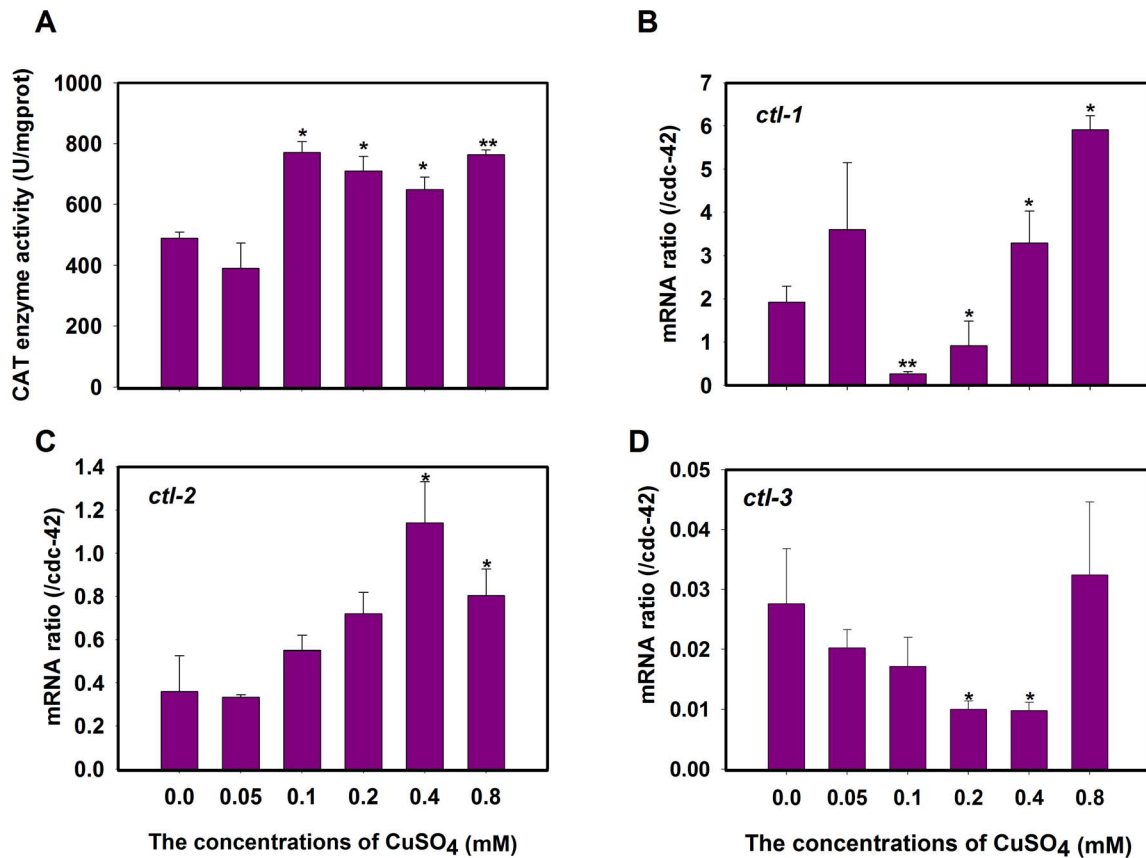 A
CAT enzyme activity (U/mgprot)
1000
800
600
400
200
0
*
*
*
**
B
ctl-1
mRNA ratio (/cdc-42)
7
6
5
4
3
2
1
0
**
*
*
*
C
ctl-2
mRNA ratio (/cdc-42)
1.4
1.2
1.0
0.8
0.6
0.4
0.2
0.0
*
*
0.0 0.05 0.1 0.2 0.4 0.8
The concentrations of CuSO4 (mM)
D
ctl-3
mRNA ratio (/cdc-42)
0.05
0.04
0.03
0.02
0.01
0.00
*
*
0.0 0.05 0.1 0.2 0.4 0.8
The concentrations of CuSO4 (mM)